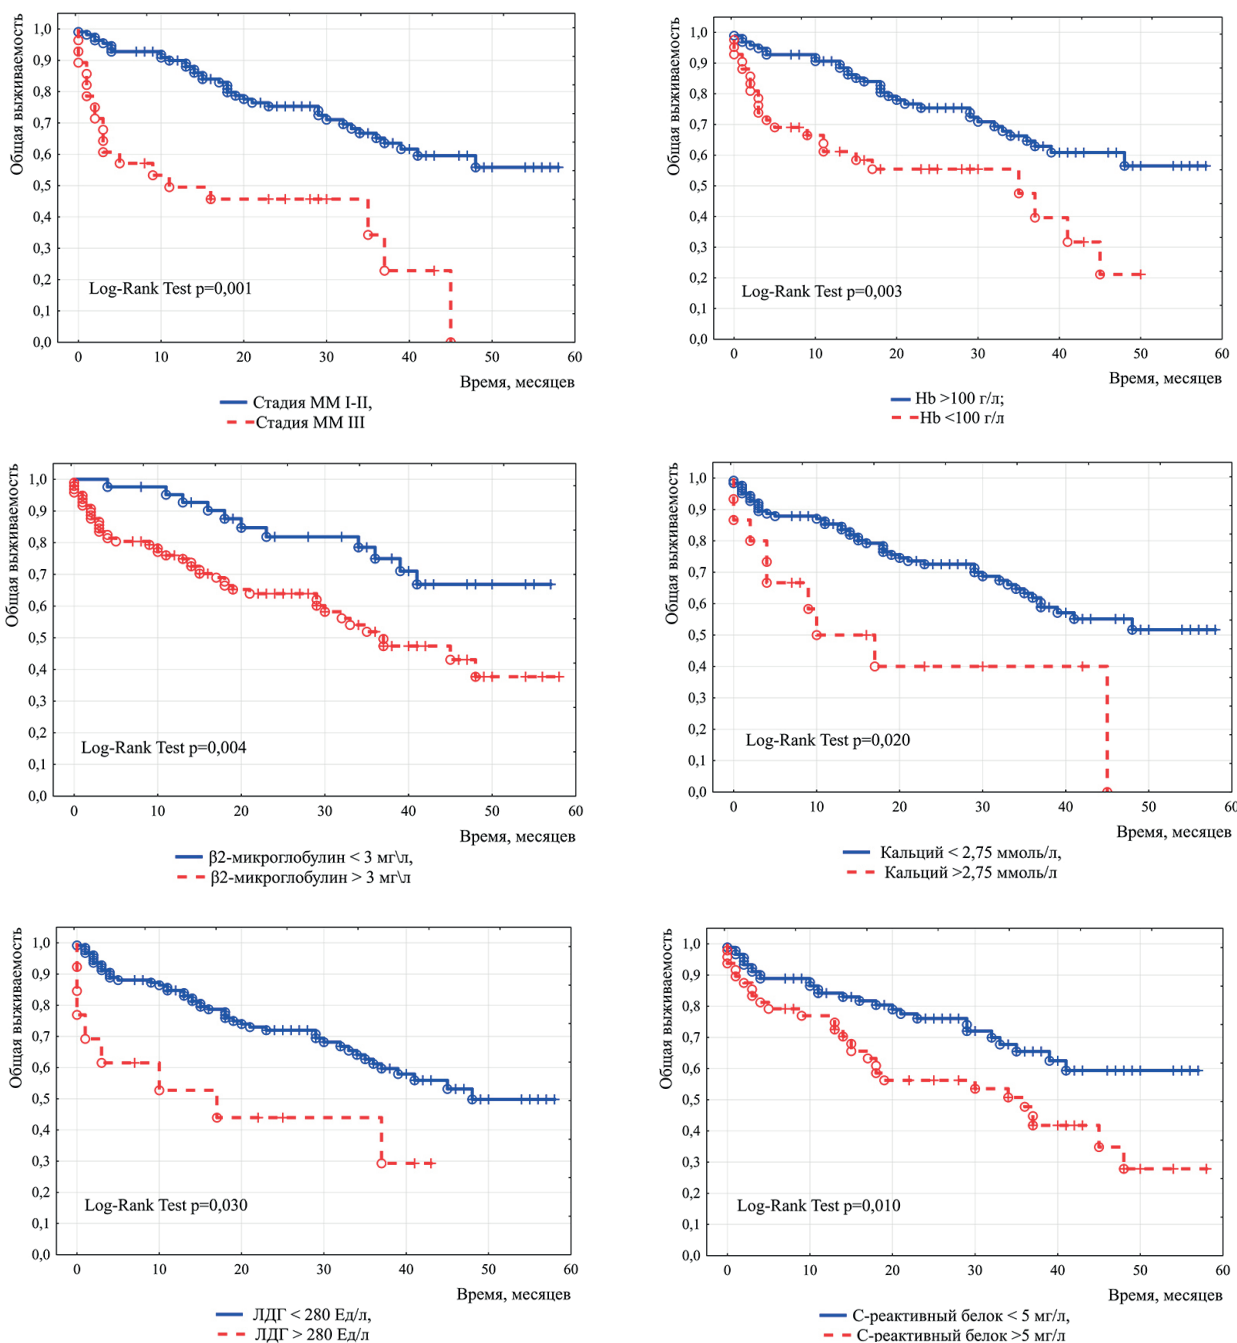 Общая выживаемость
1,0
0,9
0,8
0,7
0,6
0,5
0,4
0,3
0,2
0,1
0,0
Log-Rank Test p=0,001
0 10 20 30 40 50 60
Время, месяцев
Стадия ММ I-II,
Стадия ММ III
Общая выживаемость
1,0
0,9
0,8
0,7
0,6
0,5
0,4
0,3
0,2
0,1
0,0
Log-Rank Test p=0,003
0 10 20 30 40 50 60
Время, месяцев
Hb >100 г/л;
Hb <100 г/л
Общая выживаемость
1,0
0,9
0,8
0,7
0,6
0,5
0,4
0,3
0,2
0,1
0,0
Log-Rank Test p=0,004
0 10 20 30 40 50 60
Время, месяцев
β2-микроглобулин < 3 мг\л,
β2-микроглобулин > 3 мг\л
Общая выживаемость
1,0
0,9
0,8
0,7
0,6
0,5
0,4
0,3
0,2
0,1
0,0
Log-Rank Test p=0,020
0 10 20 30 40 50 60
Время, месяцев
Кальций < 2,75 ммоль/л,
Кальций >2,75 ммоль/л
Общая выживаемость
1,0
0,9
0,8
0,7
0,6
0,5
0,4
0,3
0,2
0,1
0,0
Log-Rank Test p=0,030
0 10 20 30 40 50 60
Время, месяцев
ЛДГ < 280 Ед/л,
ЛДГ > 280 Ед/л
Общая выживаемость
1,0
0,9
0,8
0,7
0,6
0,5
0,4
0,3
0,2
0,1
0,0
Log-Rank Test p=0,010
0 10 20 30 40 50 60
Время, месяцев
С-реактивный белок < 5 мг/л,
С-реактивный белок >5 мг/л